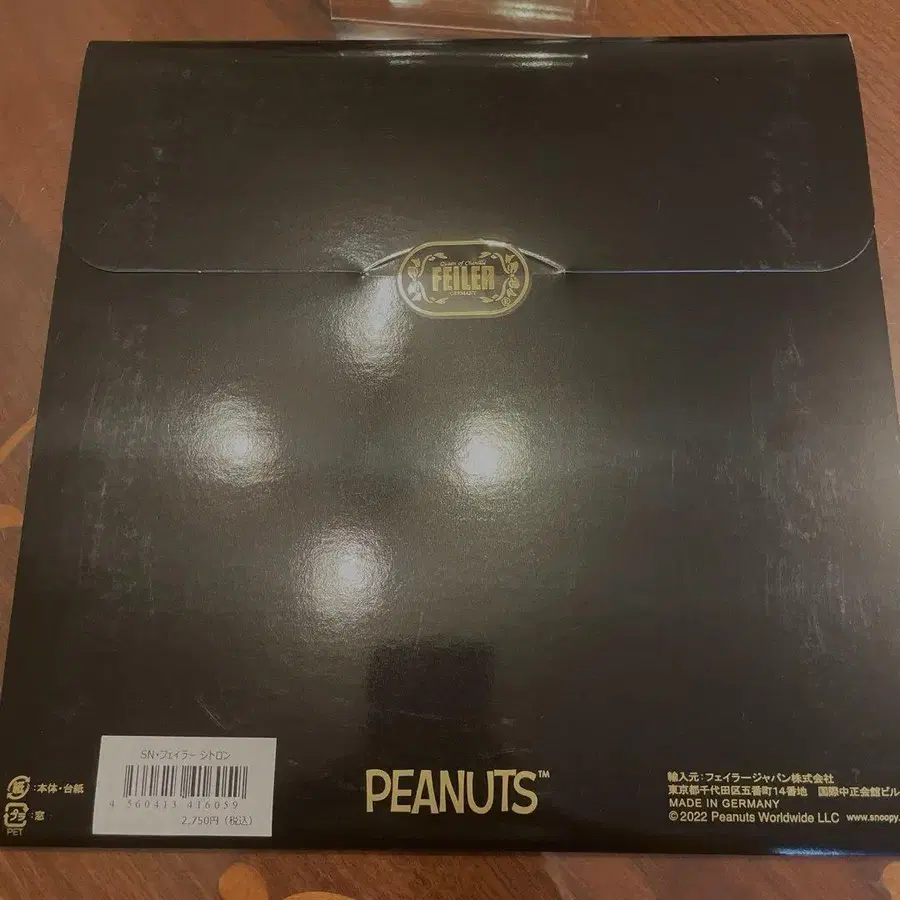 Queen of Chenille
FEILER
GERMANY
SN・フェイラー シトロン
4 560413 416059
2,750円 (税込)
紙 :本体・台紙
プラ :窓
PET
PEANUTS™
輸入元:フェイラージャパン株式会社
東京都千代田区五番町14番地 国際中正会館ビル
MADE IN GERMANY
© 2022 Peanuts Worldwide LLC www.snoopy.